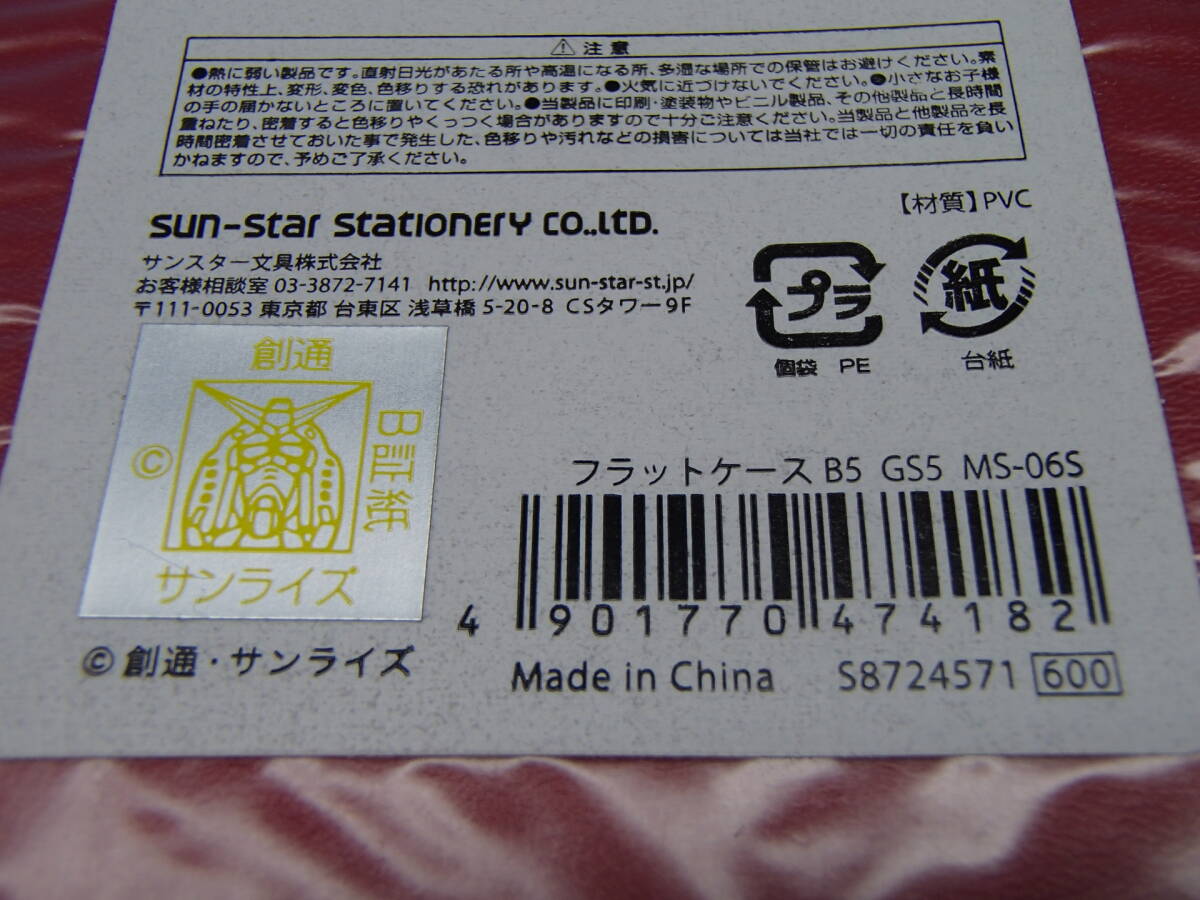 ⚠ 注意
●熱に弱い製品です。直射日光があたる所や高温になる所、多湿な場所での保管はお避けください。素
材の特性上、変形、変色、色移りする恐れがあります。●火気に近づけないでください。●小さなお子様
の手の届かないところに置いてください。●当製品に印刷・塗装物やビニル製品、その他製品と長時間
重ねたり、密着すると色移りやくっつく場合がありますので十分ご注意ください。当製品と他製品を長
時間密着させておいた事で発生した、色移りや汚れなどの損害については当社では一切の責任を負い
かねますので、予めご了承ください。
【材質】PVC
sun-star stationery co.,ltd.
サンスター文具株式会社
お客様相談室 03-3872-7141 http://www.sun-star-st.jp/
〒111-0053 東京都 台東区 浅草橋 5-20-8 CSタワー9F
プラ
個袋 PE
紙
台紙
創通
B証紙
©
サンライズ
©創通・サンライズ
フラットケース B5 GS5 MS-06S
4 901770 474182
Made in China S8724571 600